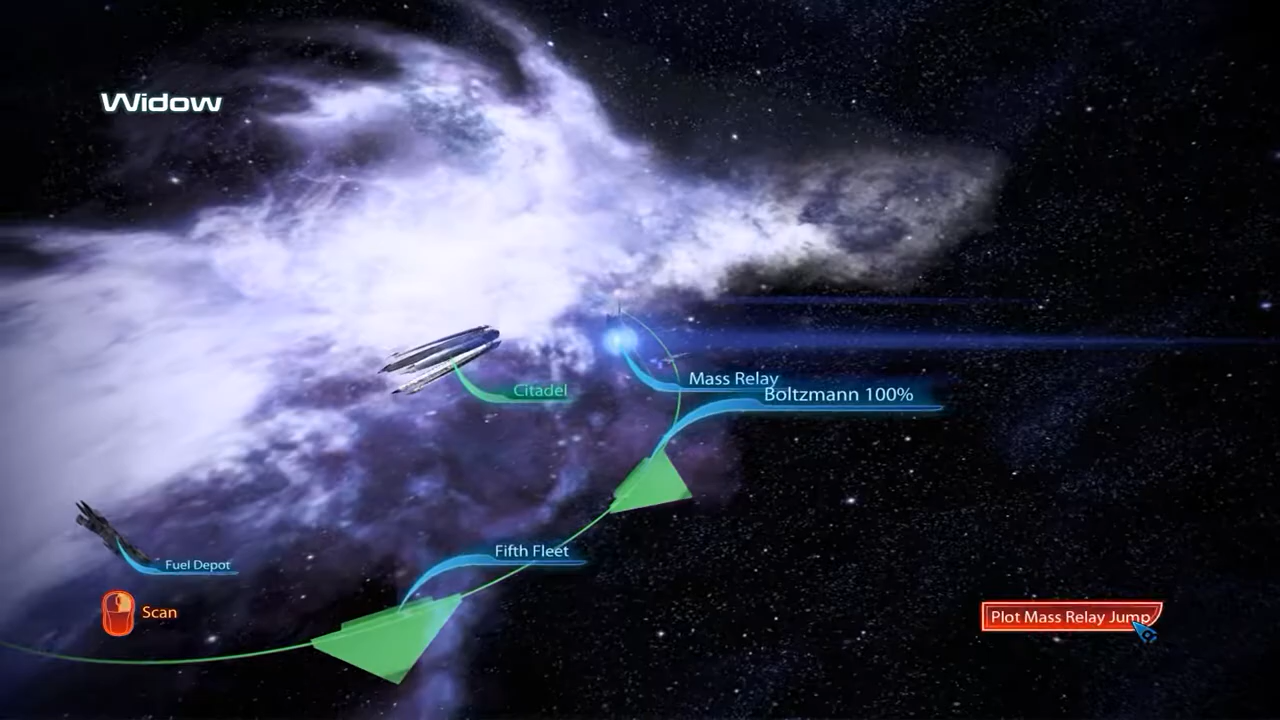 Widow
Mass Relay
Citadel
Boltzmann 100%
Fifth Fleet
Fuel Depot
Scan
Plot Mass Relay Jump